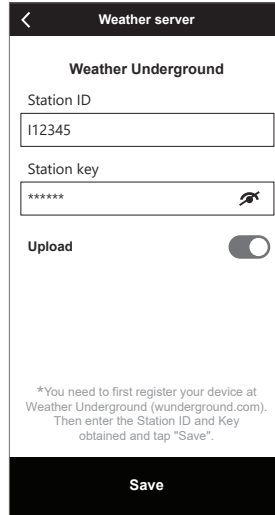 Weather server
Weather Underground
Station ID
I12345
Station key
******
Upload
*You need to first register your device at
Weather Underground (wunderground.com).
Then enter the Station ID and Key
obtained and tap "Save".
Save